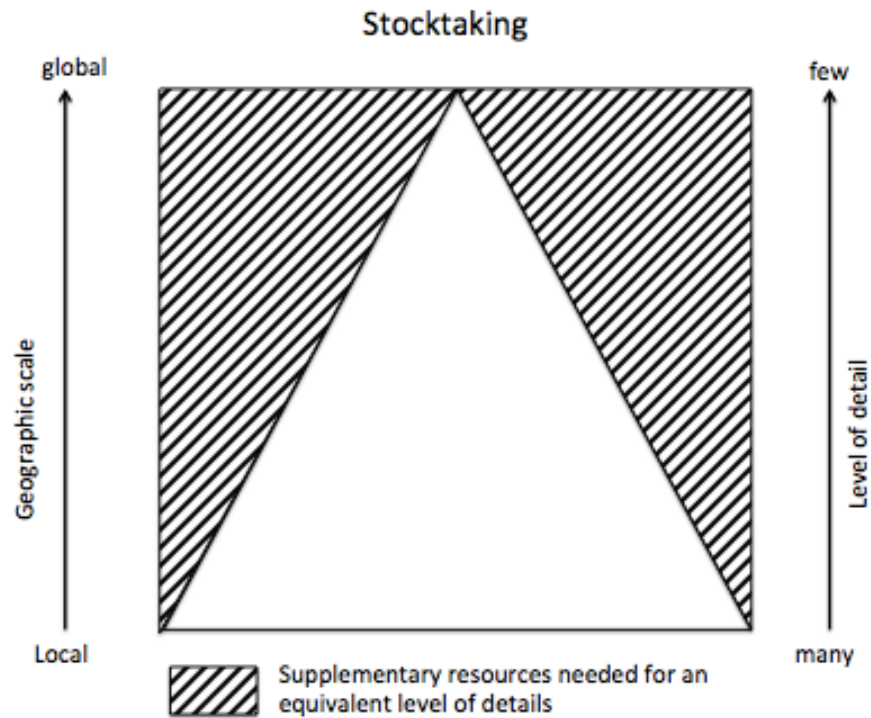 Stocktaking
global
few
Geographic scale
Level of detail
Local
many
Supplementary resources needed for an
equivalent level of details